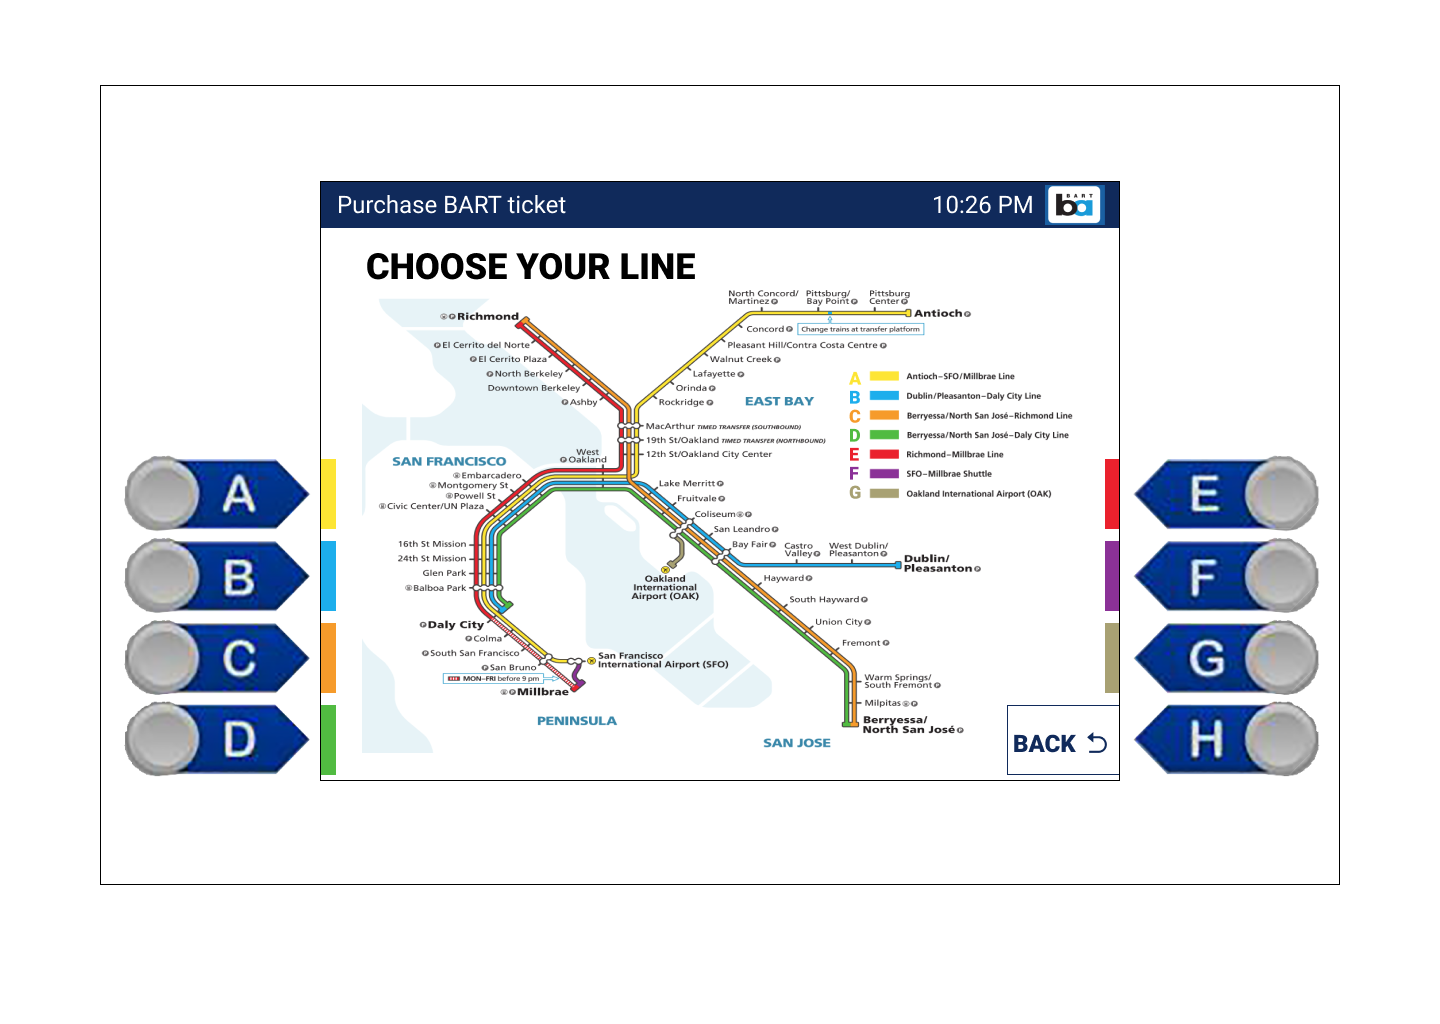 Purchase BART ticket
10:26 PM
BART
ba
CHOOSE YOUR LINE
North Concord/
Martinez P
Pittsburg/
Bay Point P
Pittsburg
Center P
Antioch P
Concord P
Change trains at transfer platform
Richmond
El Cerrito del Norte
El Cerrito Plaza
North Berkeley
Downtown Berkeley
Ashby
Pleasant Hill/Contra Costa Centre P
Walnut Creek P
Lafayette P
Orinda P
Rockridge P
EAST BAY
A Antioch–SFO/Millbrae Line
B Dublin/Pleasanton–Daly City Line
C Berryessa/North San José–Richmond Line
D Berryessa/North San José–Daly City Line
E Richmond–Millbrae Line
F SFO–Millbrae Shuttle
G Oakland International Airport (OAK)
MacArthur TIMED TRANSFER (SOUTHBOUND)
19th St/Oakland TIMED TRANSFER (NORTHBOUND)
12th St/Oakland City Center
West
P Oakland
SAN FRANCISCO
Embarcadero
Montgomery St
Powell St
Civic Center/UN Plaza
16th St Mission
24th St Mission
Glen Park
Balboa Park
Daly City
Colma
South San Francisco
San Bruno
MON–FRI before 9 pm
Millbrae
San Francisco
International Airport (SFO)
PENINSULA
Lake Merritt P
Fruitvale P
Coliseum P
San Leandro P
Bay Fair P
Castro
Valley P
West Dublin/
Pleasanton P
Dublin/
Pleasanton P
Oakland
International
Airport (OAK)
Hayward P
South Hayward P
Union City P
Fremont P
Warm Springs/
South Fremont P
Milpitas P
Berryessa/
North San José P
SAN JOSE
BACK
A
B
C
D
E
F
G
H